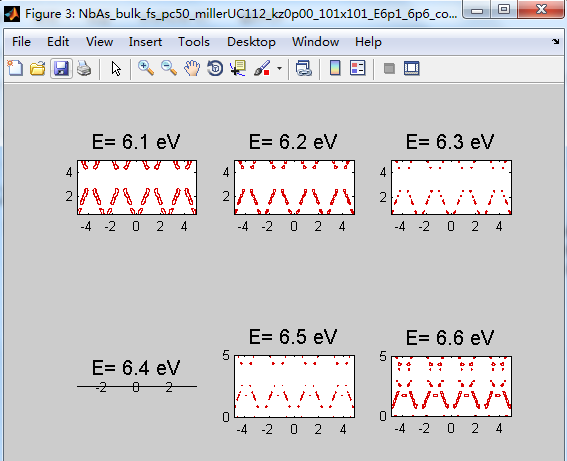 Figure 3: NbAs_bulk_fs_pc50_millerUC112_kz0p00_101x101_E6p1_6p6_co...
File Edit View Insert Tools Desktop Window Help
E= 6.1 eV E= 6.2 eV E= 6.3 eV
4 4 4
2 2 2
-4 -2 0 2 4 -4 -2 0 2 4 -4 -2 0 2 4
E= 6.4 eV E= 6.5 eV E= 6.6 eV
5 5
-2 0 2
0 0
-4 -2 0 2 4 -4 -2 0 2 4